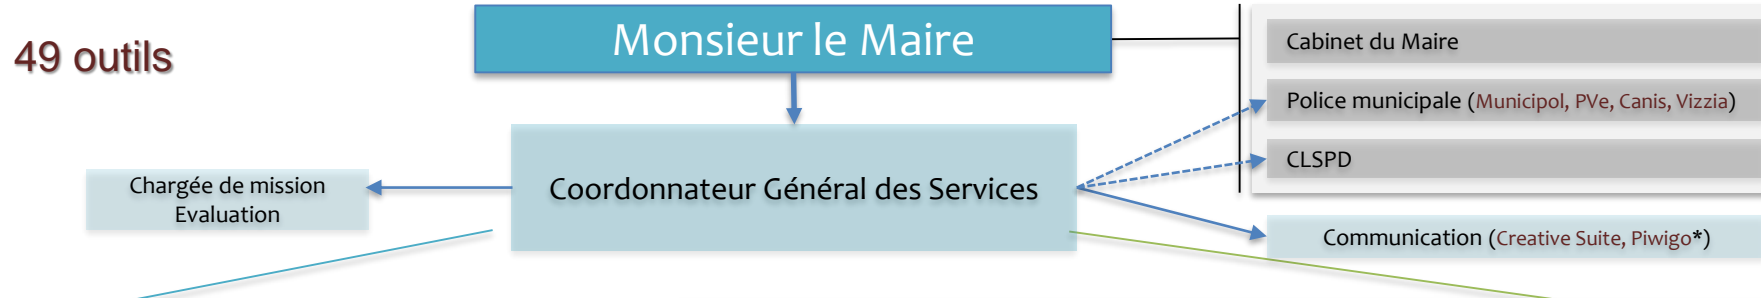 49 outils
Monsieur le Maire
Cabinet du Maire
Police municipale (Municipol, PVe, Canis, Vizzia)
CLSPD
Chargée de mission
Evaluation
Coordonnateur Général des Services
Communication (Creative Suite, Piwigo*)